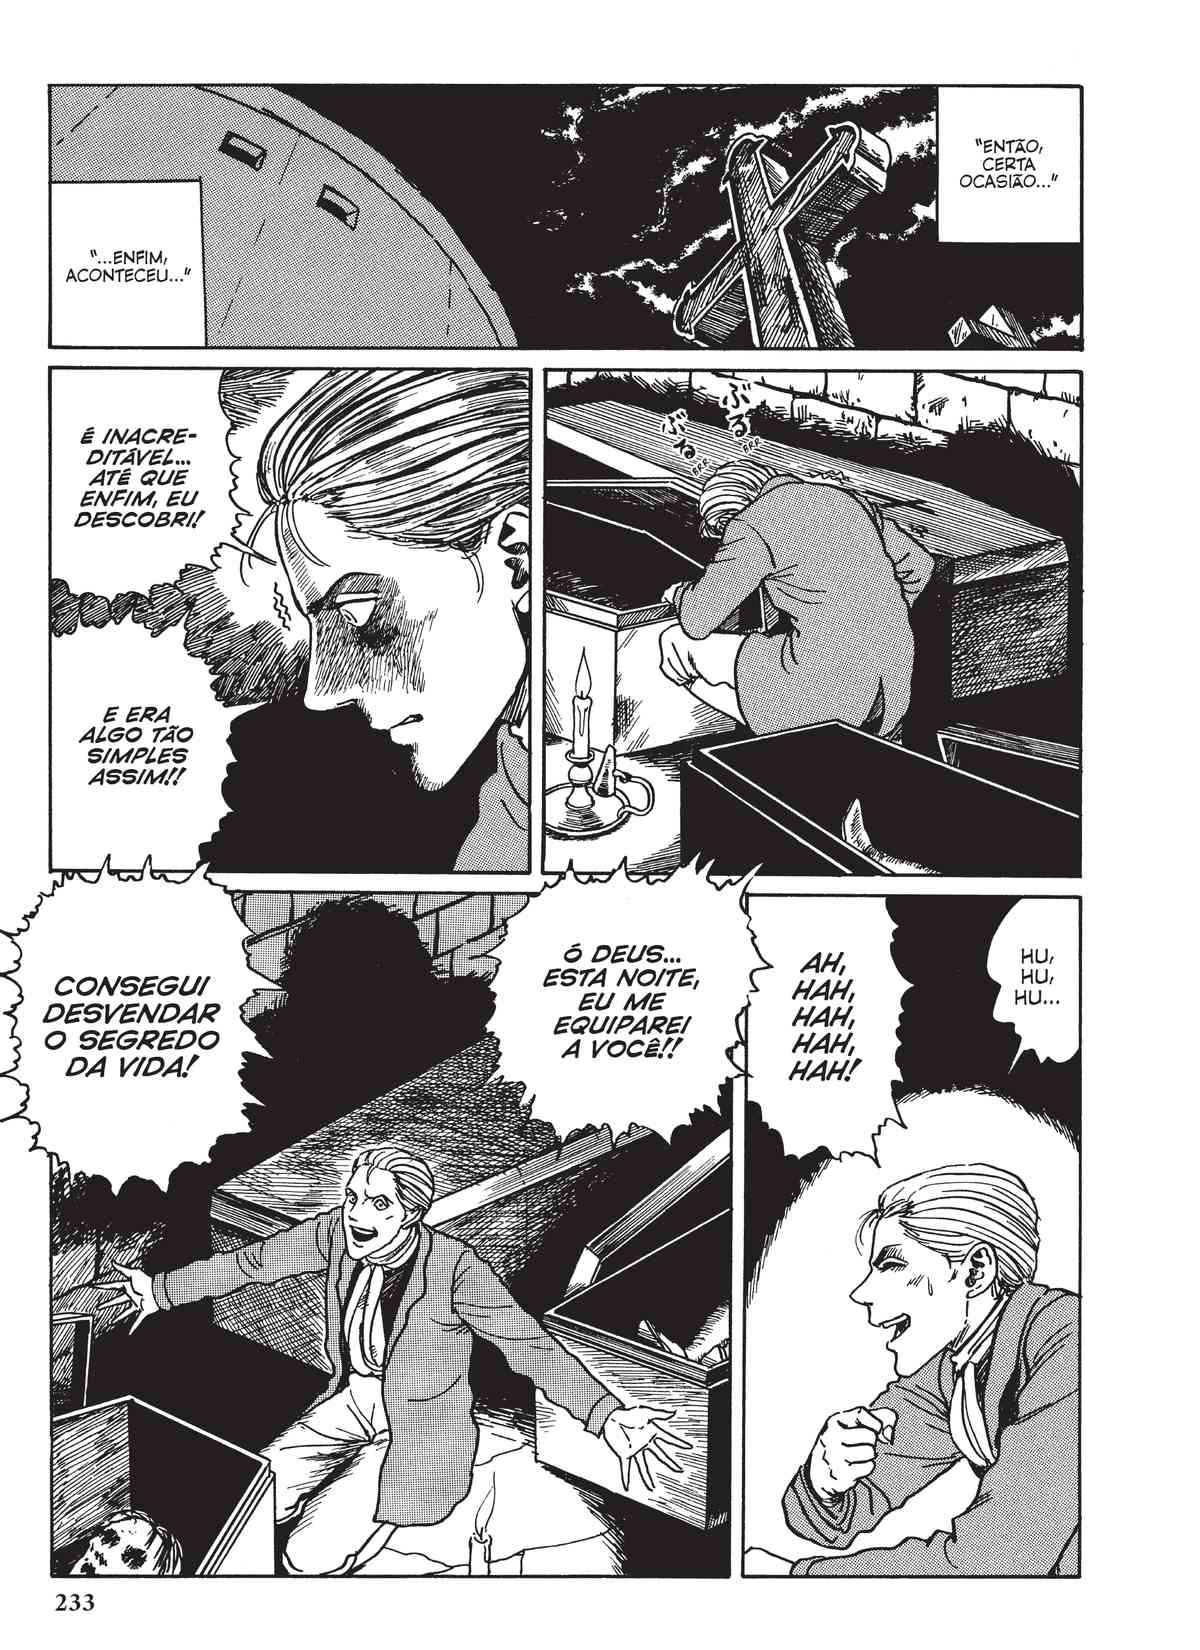 "ENTÃO,
CERTA
OCASIÃO..."
"...ENFIM,
ACONTECEU..."
ぶる
RRR
ぶる
RRR
É INACRE-
DITÁVEL...
ATÉ QUE
ENFIM, EU
DESCOBRI!
E ERA
ALGO TÃO
SIMPLES
ASSIM!!
HU,
HU,
HU...
AH,
HAH,
HAH,
HAH,
HAH!
Ó DEUS...
ESTA NOITE,
EU ME
EQUIPAREI
A VOCÊ!!
CONSEGUI
DESVENDAR
O SEGREDO
DA VIDA!
233